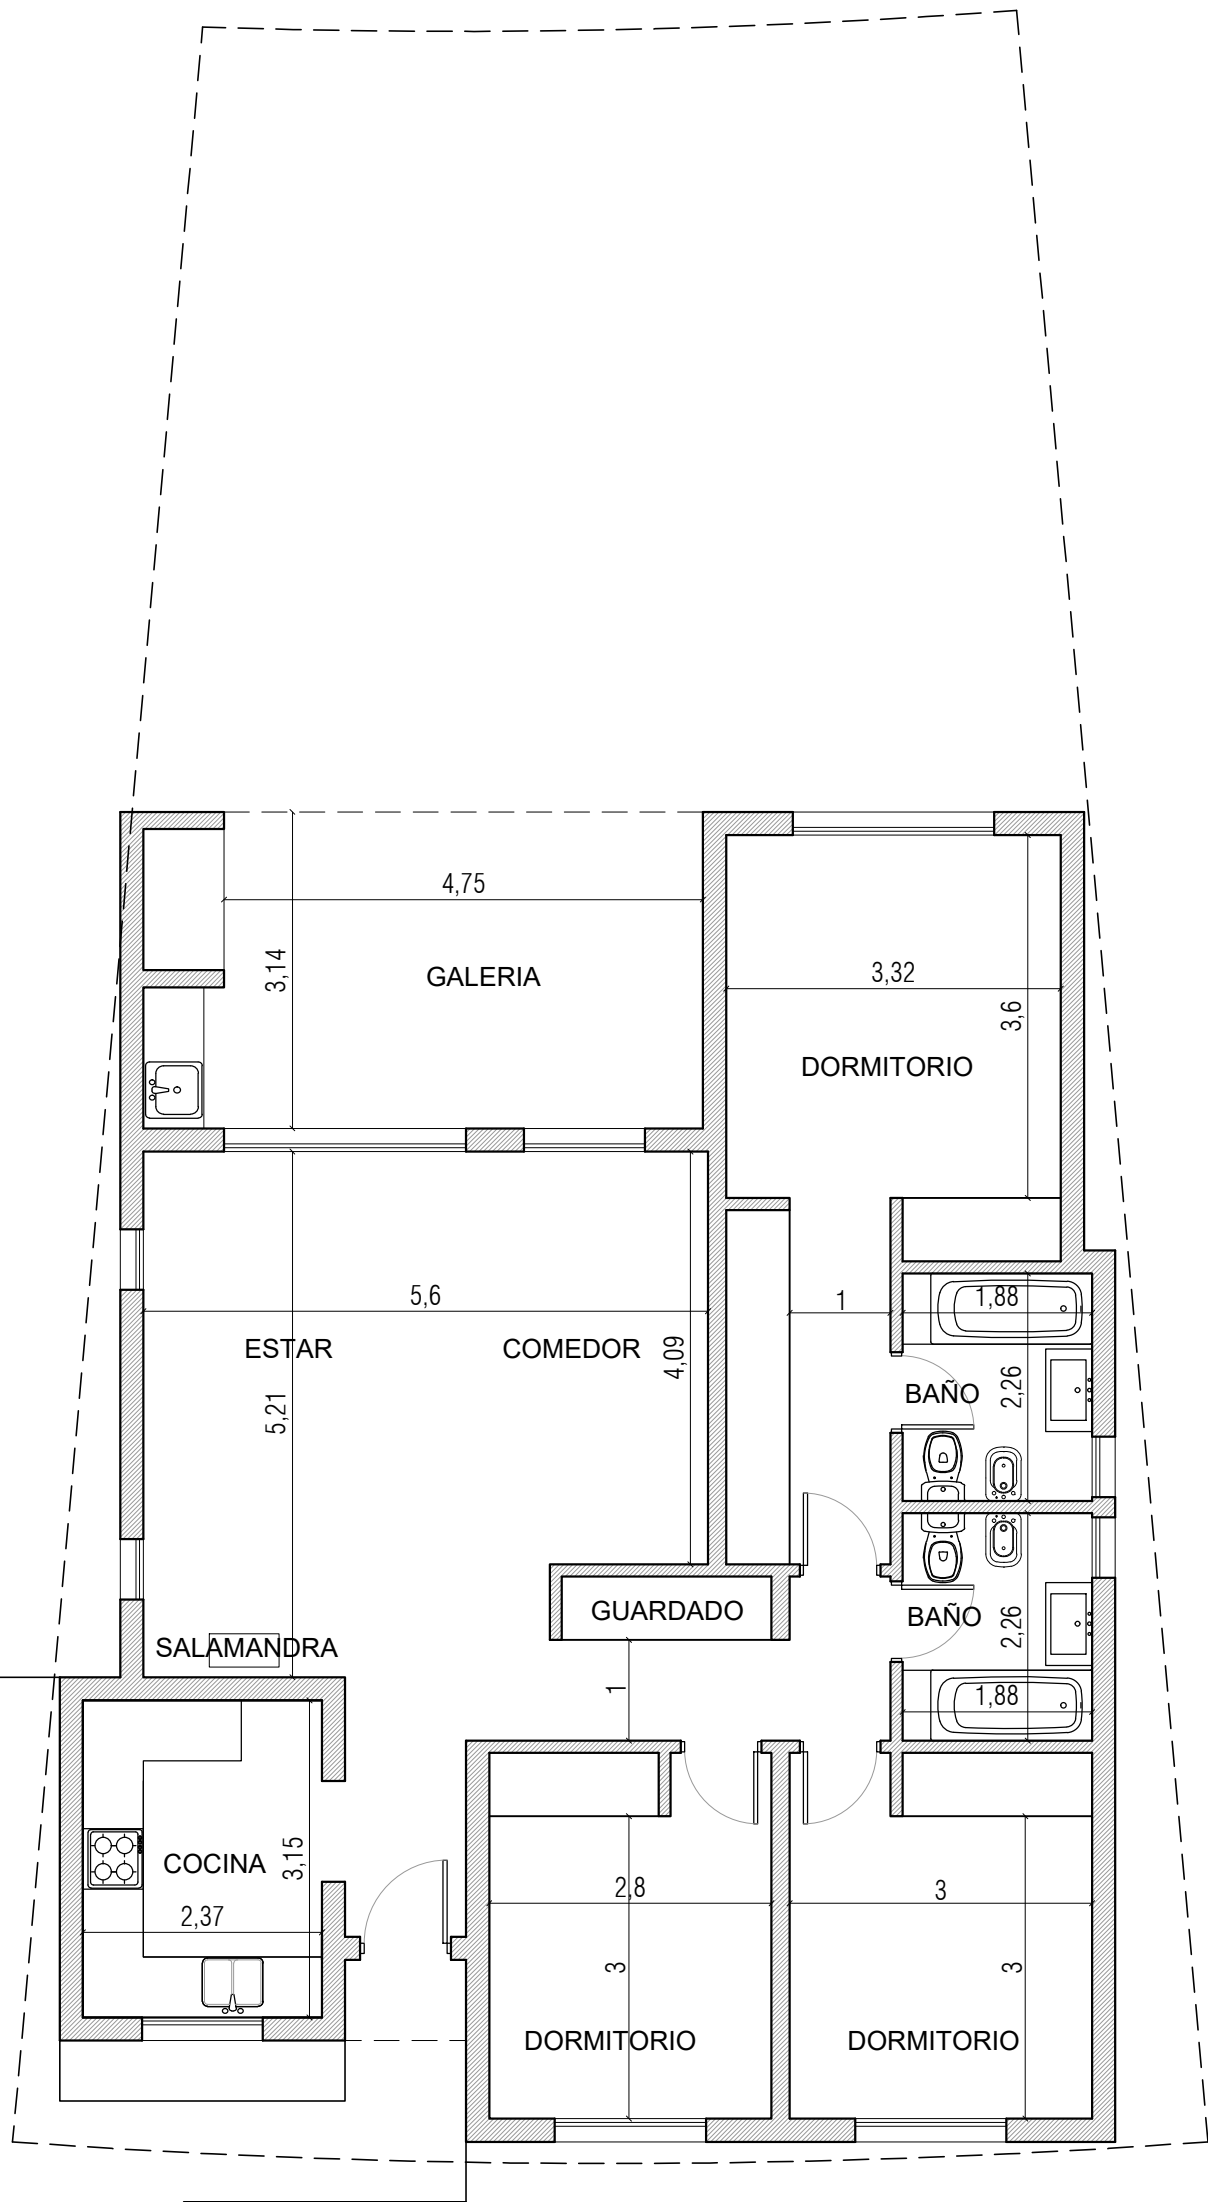 4,75
3,14
GALERIA
3,32
3,6
DORMITORIO
5,6
1
1,88
ESTAR
COMEDOR
4,09
5,21
BAÑO
2,26
GUARDADO
BAÑO
2,26
SALAMANDRA
1
1,88
COCINA
3,15
2,37
2,8
3
3
3
DORMITORIO
DORMITORIO